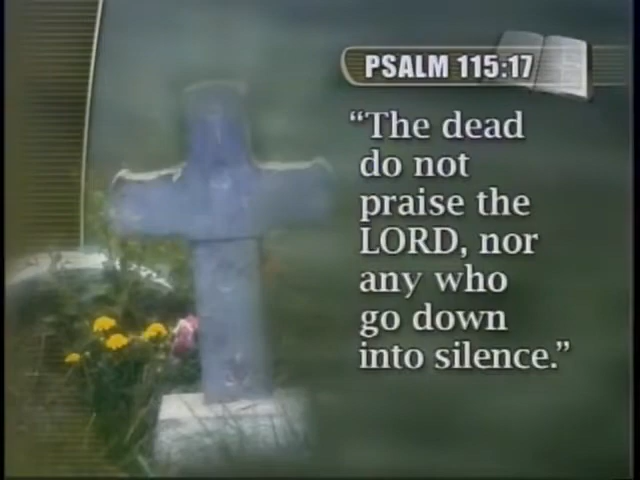 PSALM 115:17
“The dead
do not
praise the
LORD, nor
any who
go down
into silence.”